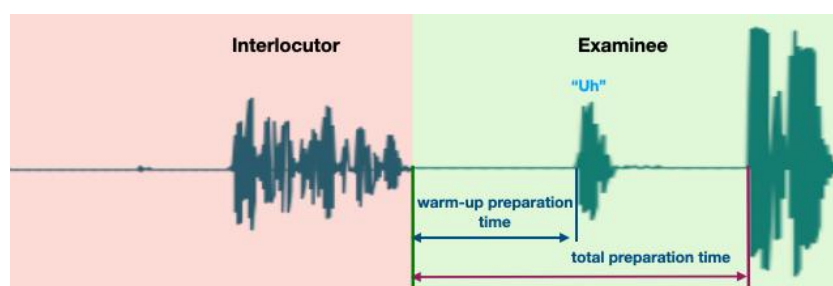 Interlocutor
Examinee
“Uh”
warm-up preparation
time
total preparation time